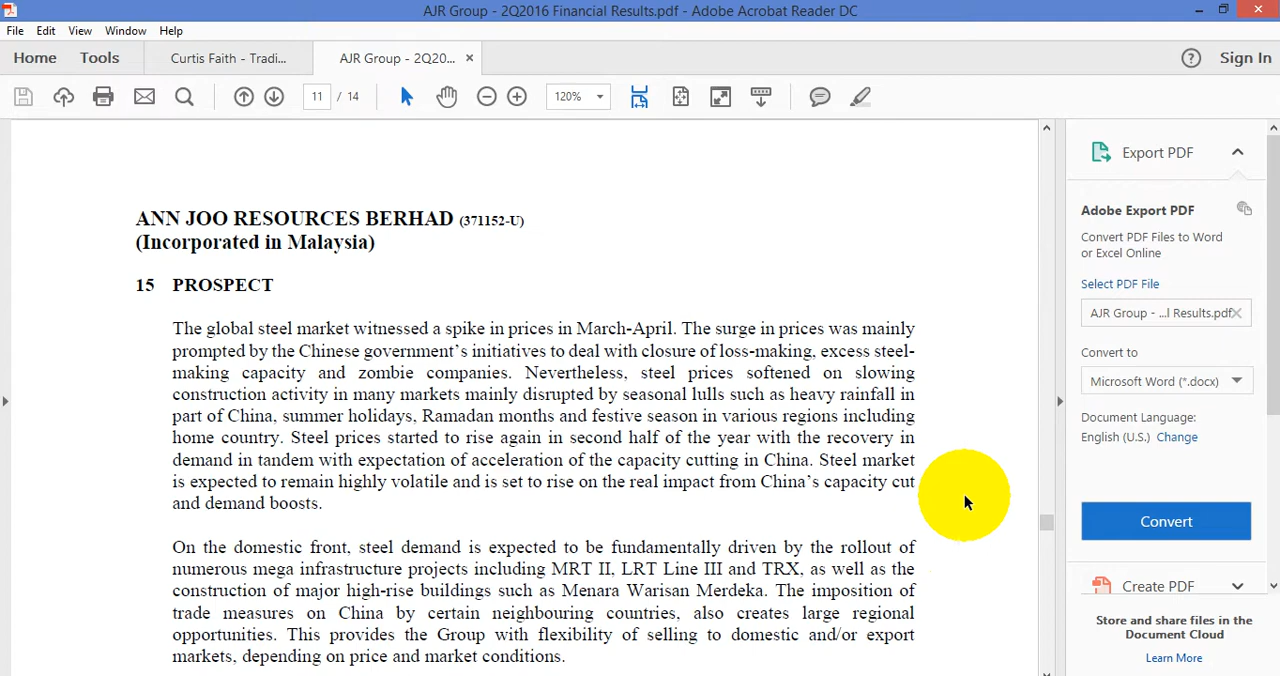 AJR Group - 2Q2016 Financial Results.pdf - Adobe Acrobat Reader DC
File Edit View Window Help
Home Tools Curtis Faith - Tradi... AJR Group - 2Q20... × ? Sign In
11 / 14 120%
ANN JOO RESOURCES BERHAD (371152-U)
(Incorporated in Malaysia)
15 PROSPECT
The global steel market witnessed a spike in prices in March-April. The surge in prices was mainly
prompted by the Chinese government's initiatives to deal with closure of loss-making, excess steel-
making capacity and zombie companies. Nevertheless, steel prices softened on slowing
construction activity in many markets mainly disrupted by seasonal lulls such as heavy rainfall in
part of China, summer holidays, Ramadan months and festive season in various regions including
home country. Steel prices started to rise again in second half of the year with the recovery in
demand in tandem with expectation of acceleration of the capacity cutting in China. Steel market
is expected to remain highly volatile and is set to rise on the real impact from China's capacity cut
and demand boosts.
On the domestic front, steel demand is expected to be fundamentally driven by the rollout of
numerous mega infrastructure projects including MRT II, LRT Line III and TRX, as well as the
construction of major high-rise buildings such as Menara Warisan Merdeka. The imposition of
trade measures on China by certain neighbouring countries, also creates large regional
opportunities. This provides the Group with flexibility of selling to domestic and/or export
markets, depending on price and market conditions.
Export PDF
Adobe Export PDF
Convert PDF Files to Word
or Excel Online
Select PDF File
AJR Group - ...l Results.pdf
Convert to
Microsoft Word (*.docx)
Document Language:
English (U.S.) Change
Convert
Create PDF
Store and share files in the
Document Cloud
Learn More